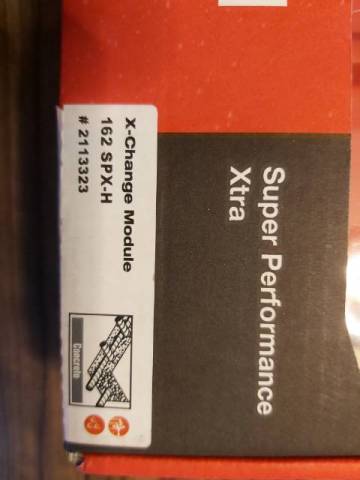 Super Performance
Xtra
X-Change Module
162 SPX-H
# 2113323
Concrete